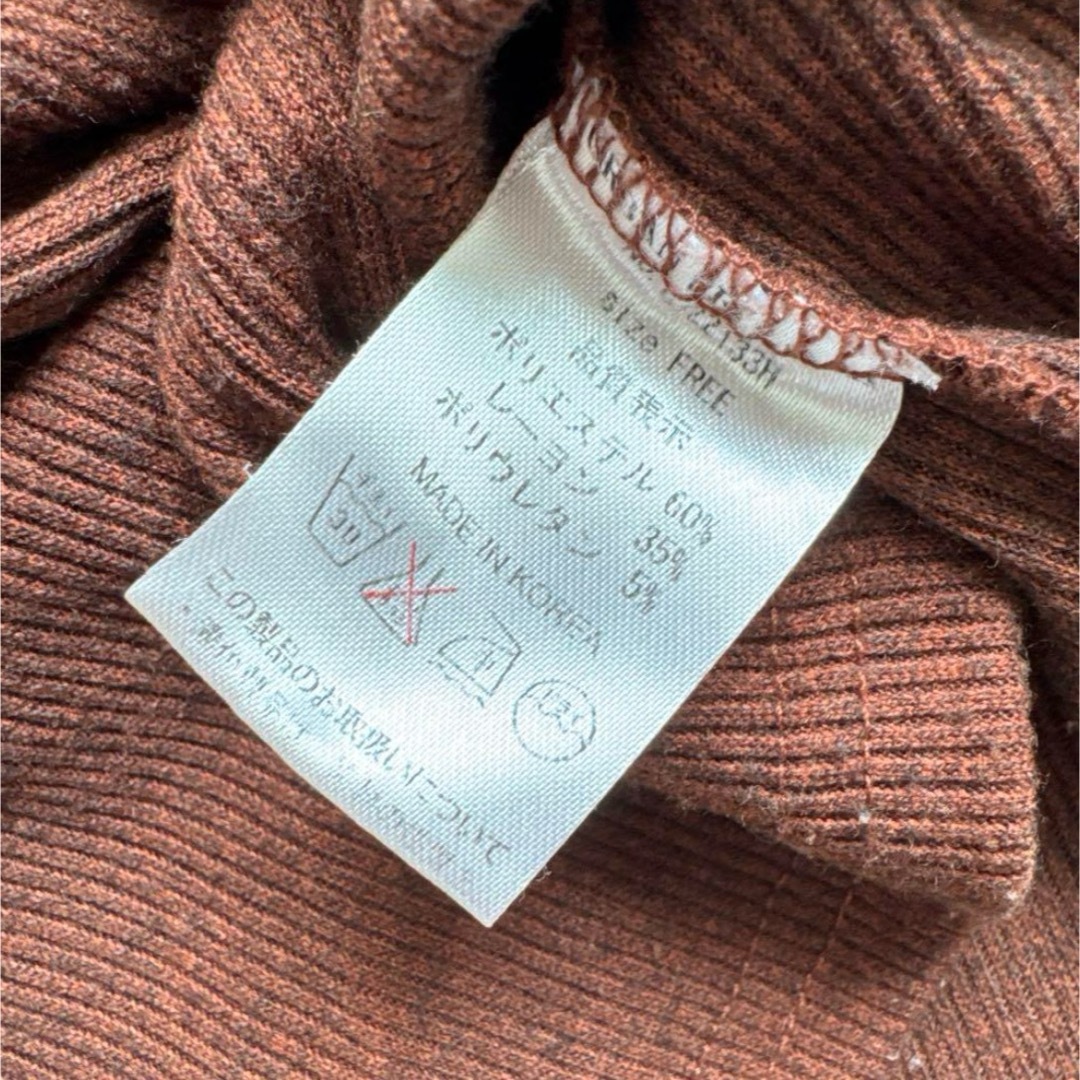 size FREE
品質表示
ポリエステル 60%
レーヨン 35%
ポリウレタン 5%
MADE IN KOREA
30
この製品のお取扱いについて